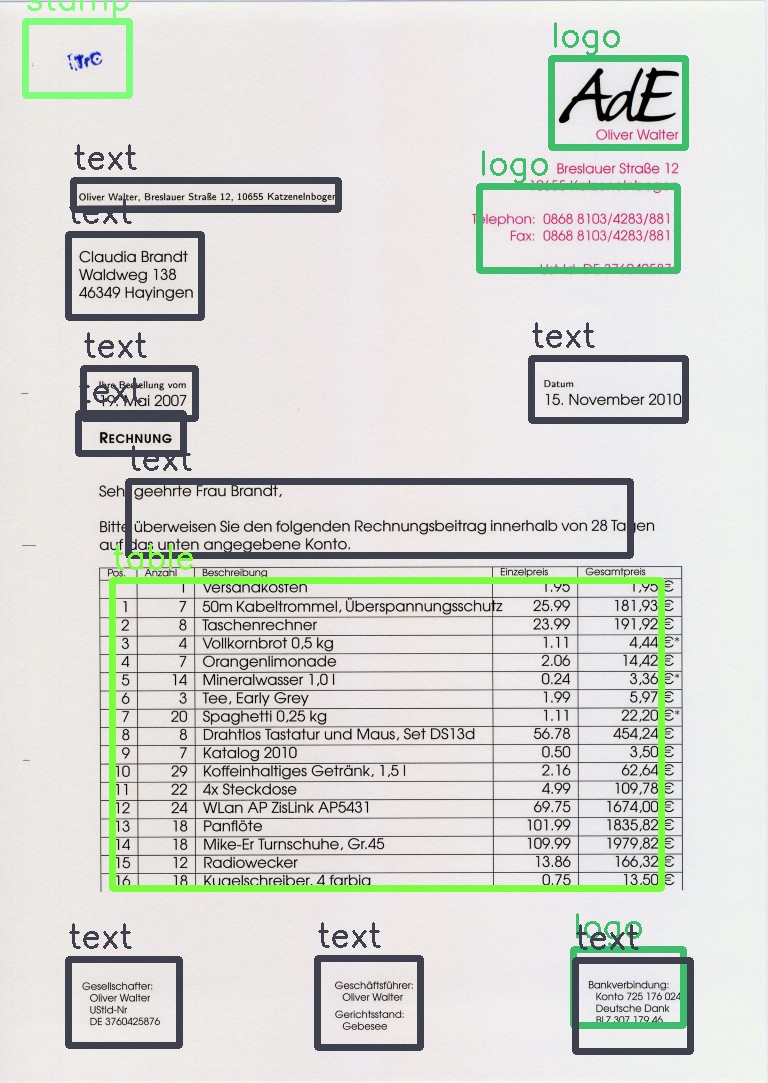 stamp
logo
AdE
Oliver Walter
text
logo
Breslauer Straße 12
10655 Katzenelnbogen
Oliver Walter, Breslauer Straße 12, 10655 Katzenelnbogen
text
Telephon: 0868 8103/4283/881
Fax: 0868 8103/4283/881
Claudia Brandt
Waldweg 138
46349 Hayingen
text
text
Ihre Bestellung vom
Datum
text
19. Mai 2007
15. November 2010
RECHNUNG
text
Sehr geehrte Frau Brandt,
Bitte überweisen Sie den folgenden Rechnungsbeitrag innerhalb von 28 Tagen
auf das unten angegebene Konto.
table
Pos. Anzahl Beschreibung Einzelpreis Gesamtpreis
1 Versandkosten 1.95 1,95 €
1 7 50m Kabeltrommel, Überspannungsschutz 25.99 181,93 €
2 8 Taschenrechner 23.99 191,92 €
3 4 Vollkornbrot 0,5 kg 1.11 4,44 €*
4 7 Orangenlimonade 2.06 14,42 €
5 14 Mineralwasser 1,0 l 0.24 3,36 €*
6 3 Tee, Early Grey 1.99 5,97 €
7 20 Spaghetti 0,25 kg 1.11 22,20 €*
8 8 Drahtlos Tastatur und Maus, Set DS13d 56.78 454,24 €
9 7 Katalog 2010 0.50 3,50 €
10 29 Koffeinhaltiges Getränk, 1,5 l 2.16 62,64 €
11 22 4x Steckdose 4.99 109,78 €
12 24 WLan AP ZisLink AP5431 69.75 1674,00 €
13 18 Panflöte 101.99 1835,82 €
14 18 Mike-Er Turnschuhe, Gr.45 109.99 1979,82 €
15 12 Radiowecker 13.86 166,32 €
16 18 Kugelschreiber, 4 farbig 0.75 13,50 €
text
text
logo
text
Gesellschafter:
Oliver Walter
UStId-Nr
DE 3760425876
Geschäftsführer:
Oliver Walter
Gerichtsstand:
Gebesee
Bankverbindung:
Konto 725 176 024
Deutsche Dank
BLZ 307 179 46